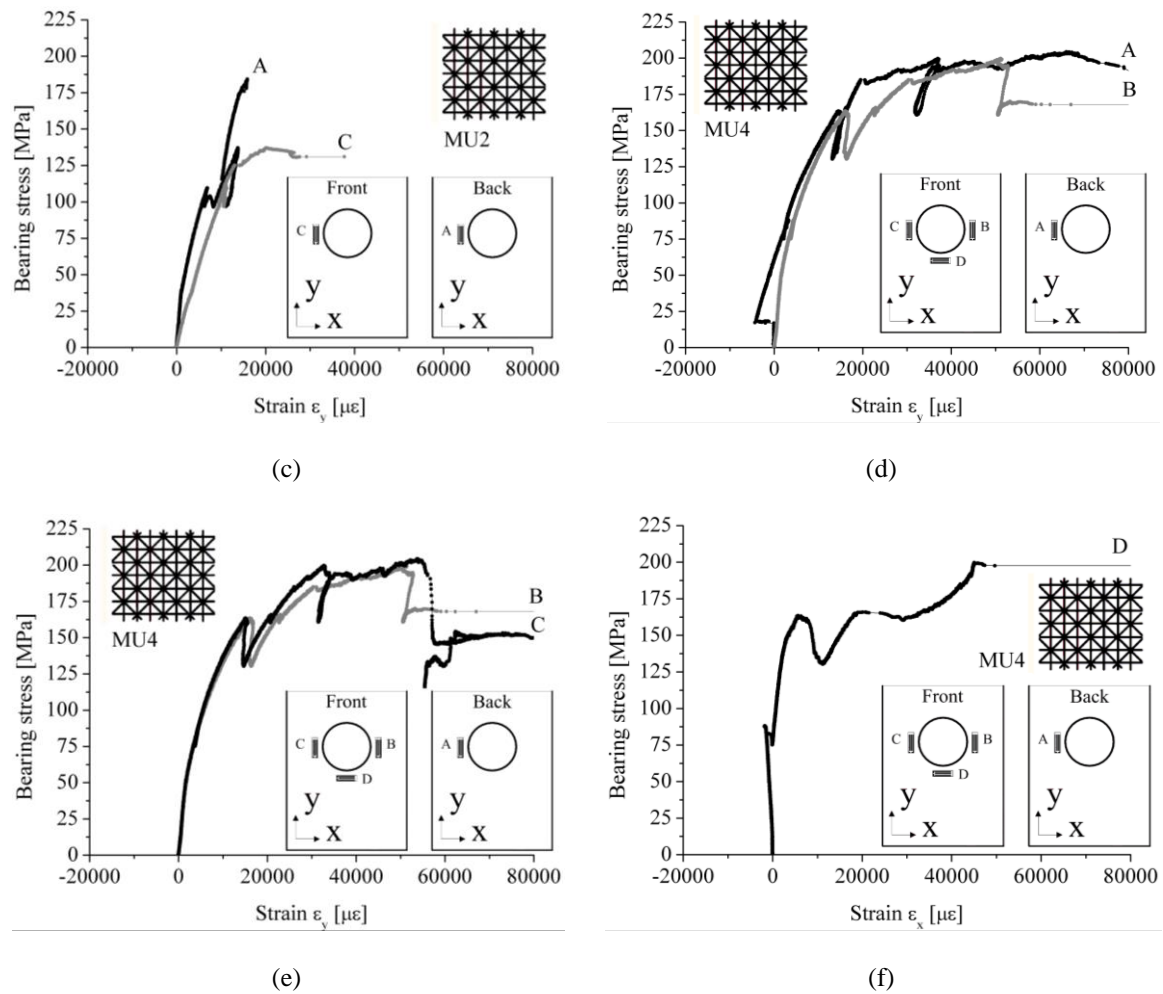 225
200
175
150
125
100
75
50
25
0
Bearing stress [MPa]
A
C
MU2
Front
Back
C
A
y
x
y
x
-20000 0 20000 40000 60000 80000
Strain εy [με]
(c)
225
200
175
150
125
100
75
50
25
0
Bearing stress [MPa]
MU4
A
B
Front
Back
C
B
D
A
y
x
y
x
-20000 0 20000 40000 60000 80000
Strain εy [με]
(d)
225
200
175
150
125
100
75
50
25
0
Bearing stress [MPa]
MU4
B
C
Front
Back
C
B
D
A
y
x
y
x
-20000 0 20000 40000 60000 80000
Strain εy [με]
(e)
225
200
175
150
125
100
75
50
25
0
Bearing stress [MPa]
D
MU4
Front
Back
C
B
D
A
y
x
y
x
-20000 0 20000 40000 60000 80000
Strain εx [με]
(f)